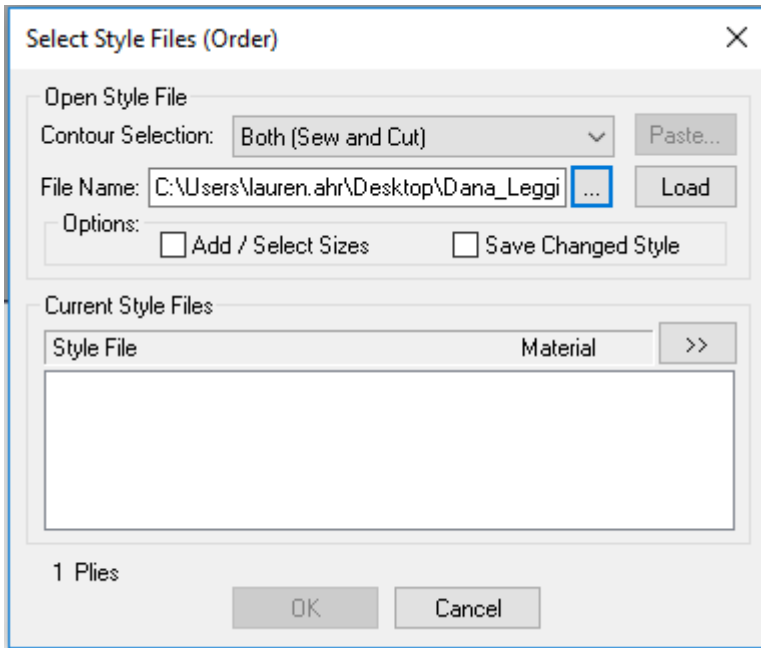 Select Style Files (Order)
Open Style File
Contour Selection: Both (Sew and Cut) Paste...
File Name: C:\Users\lauren.ahr\Desktop\Dana_Leggi ... Load
Options:
Add / Select Sizes Save Changed Style
Current Style Files
Style File Material >>
1 Plies
OK Cancel